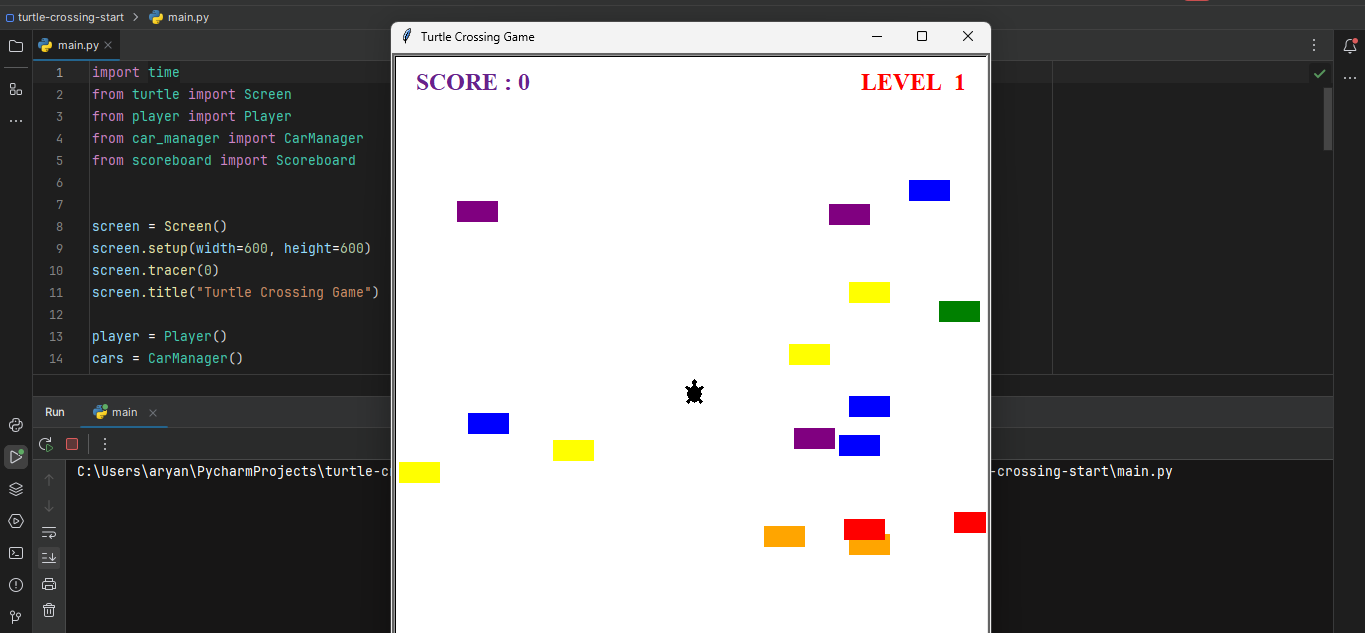 turtle-crossing-start > main.py
main.py
Turtle Crossing Game
SCORE : 0
LEVEL 1
1 import time
2 from turtle import Screen
3 from player import Player
4 from car_manager import CarManager
5 from scoreboard import Scoreboard
6
7
8 screen = Screen()
9 screen.setup(width=600, height=600)
10 screen.tracer(0)
11 screen.title("Turtle Crossing Game")
12
13 player = Player()
14 cars = CarManager()
Run main
C:\Users\aryan\PycharmProjects\turtle-c
-crossing-start\main.py